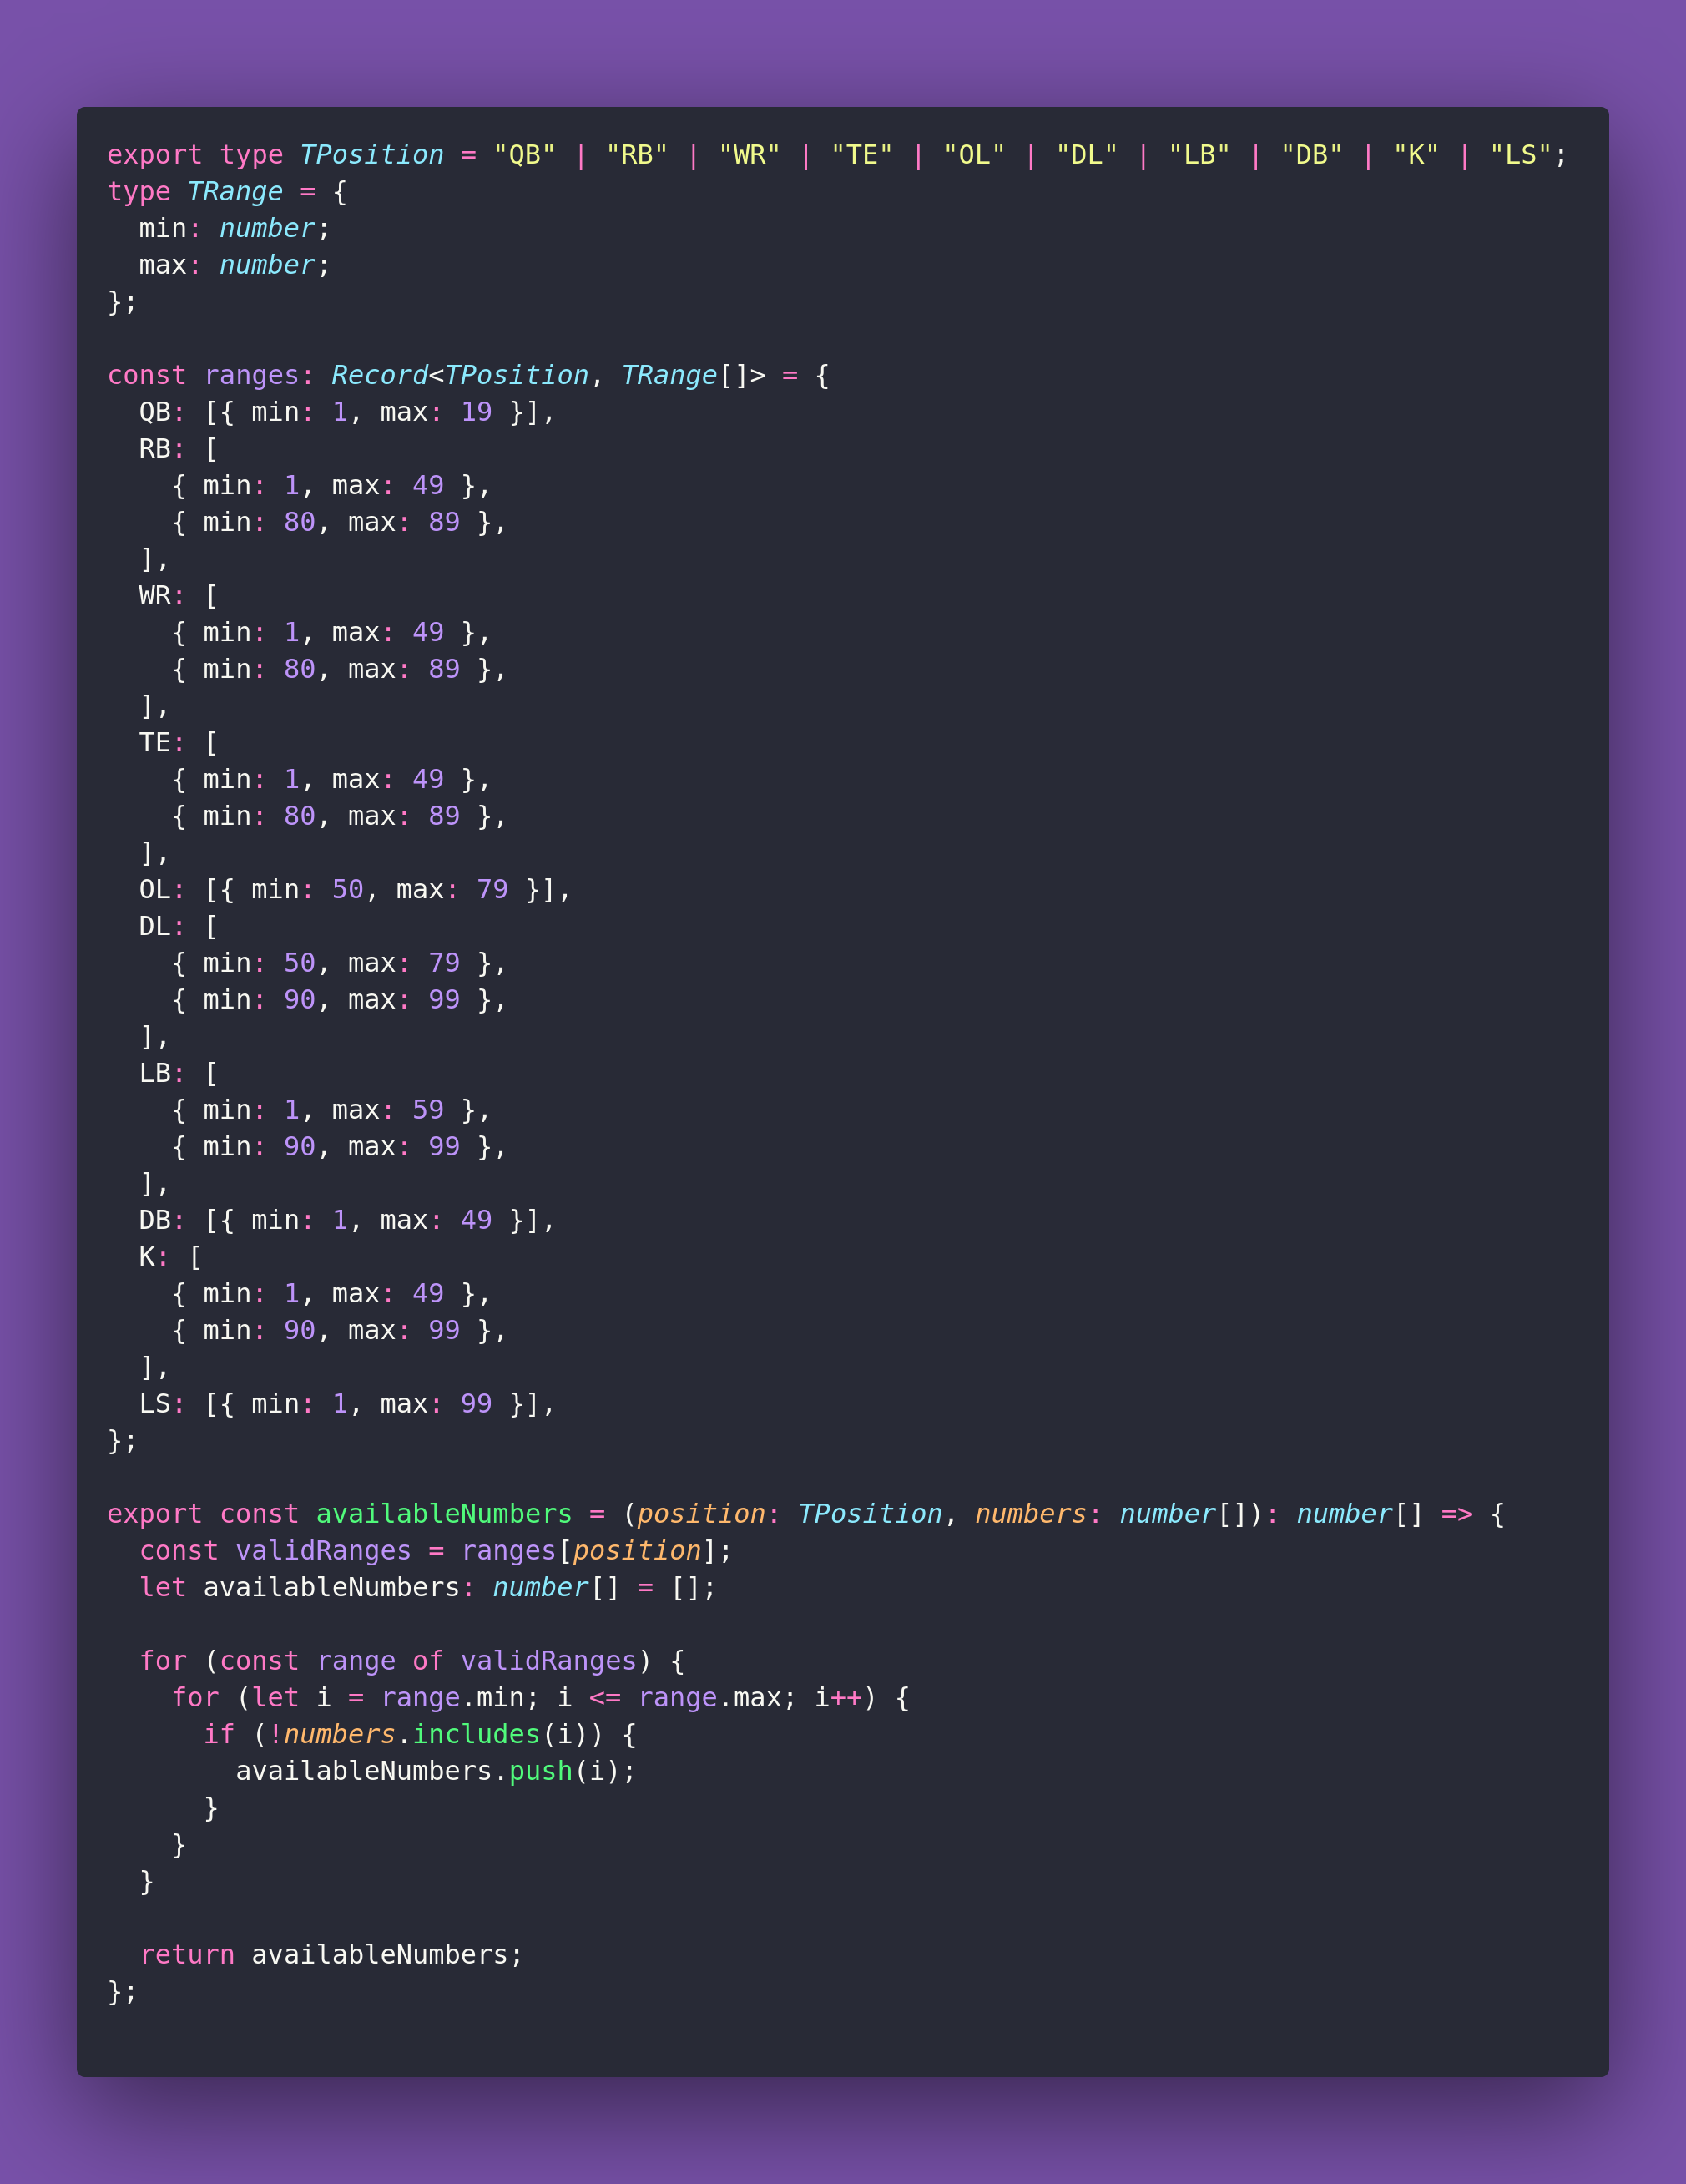 export type TPosition = "QB" | "RB" | "WR" | "TE" | "OL" | "DL" | "LB" | "DB" | "K" | "LS";
type TRange = {
  min: number;
  max: number;
};

const ranges: Record<TPosition, TRange[]> = {
  QB: [{ min: 1, max: 19 }],
  RB: [
    { min: 1, max: 49 },
    { min: 80, max: 89 },
  ],
  WR: [
    { min: 1, max: 49 },
    { min: 80, max: 89 },
  ],
  TE: [
    { min: 1, max: 49 },
    { min: 80, max: 89 },
  ],
  OL: [{ min: 50, max: 79 }],
  DL: [
    { min: 50, max: 79 },
    { min: 90, max: 99 },
  ],
  LB: [
    { min: 1, max: 59 },
    { min: 90, max: 99 },
  ],
  DB: [{ min: 1, max: 49 }],
  K: [
    { min: 1, max: 49 },
    { min: 90, max: 99 },
  ],
  LS: [{ min: 1, max: 99 }],
};

export const availableNumbers = (position: TPosition, numbers: number[]): number[] => {
  const validRanges = ranges[position];
  let availableNumbers: number[] = [];

  for (const range of validRanges) {
    for (let i = range.min; i <= range.max; i++) {
      if (!numbers.includes(i)) {
        availableNumbers.push(i);
      }
    }
  }

  return availableNumbers;
};